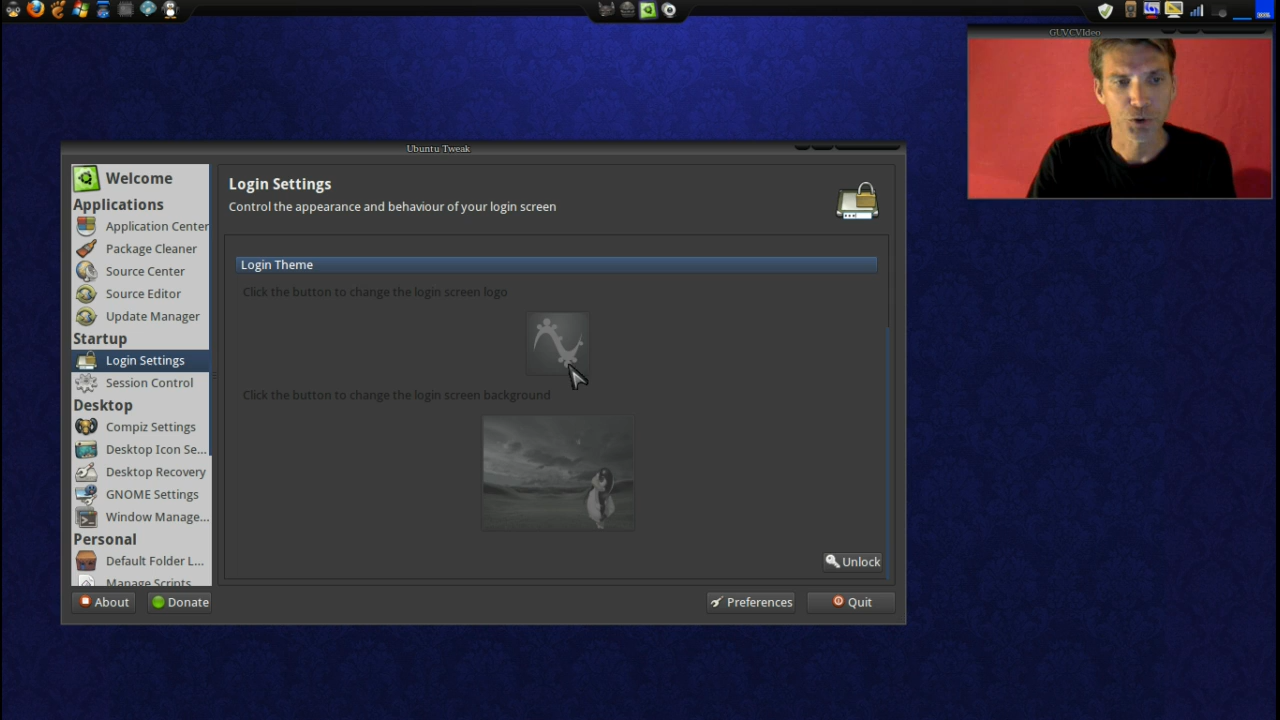 GUVCVIdeo
Ubuntu Tweak
Welcome
Applications
Application Center
Package Cleaner
Source Center
Source Editor
Update Manager
Startup
Login Settings
Session Control
Desktop
Compiz Settings
Desktop Icon Se...
Desktop Recovery
GNOME Settings
Window Manage...
Personal
Default Folder L...
Manage Scripts
About
Donate
Login Settings
Control the appearance and behaviour of your login screen
Login Theme
Click the button to change the login screen logo
Click the button to change the login screen background
Unlock
Preferences
Quit